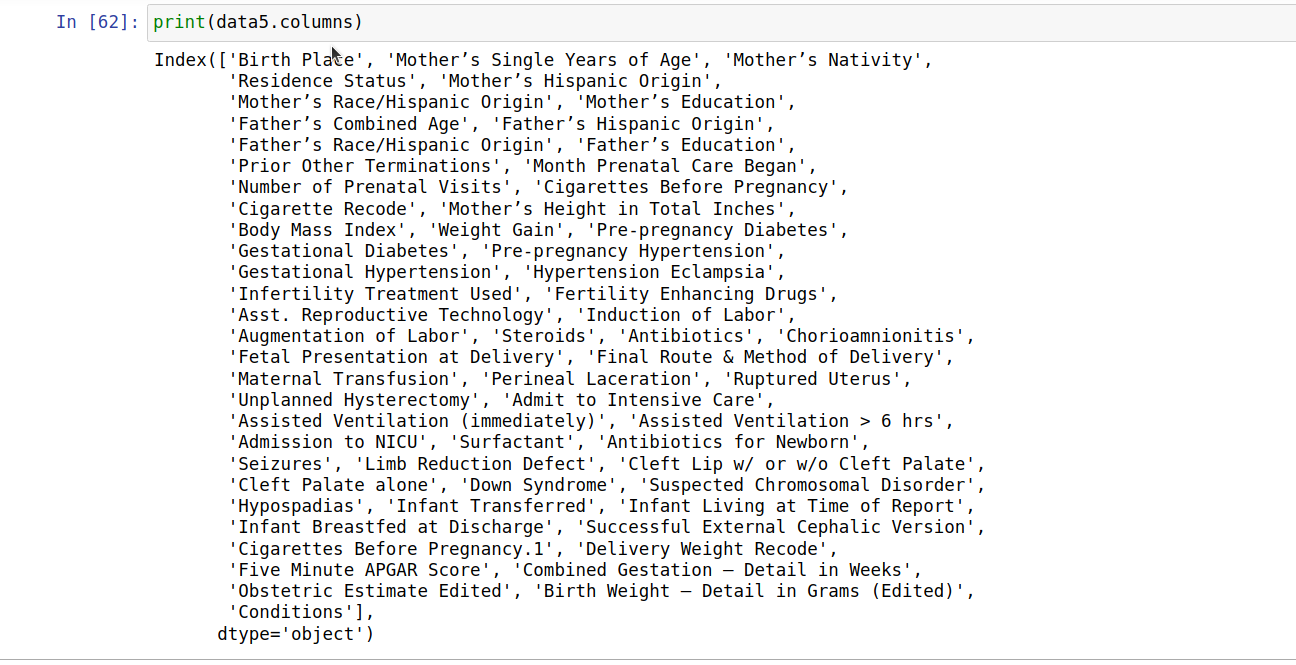 In [62]: print(data5.columns)
Index(['Birth Place', 'Mother’s Single Years of Age', 'Mother’s Nativity',
'Residence Status', 'Mother’s Hispanic Origin',
'Mother’s Race/Hispanic Origin', 'Mother’s Education',
'Father’s Combined Age', 'Father’s Hispanic Origin',
'Father’s Race/Hispanic Origin', 'Father’s Education',
'Prior Other Terminations', 'Month Prenatal Care Began',
'Number of Prenatal Visits', 'Cigarettes Before Pregnancy',
'Cigarette Recode', 'Mother’s Height in Total Inches',
'Body Mass Index', 'Weight Gain', 'Pre-pregnancy Diabetes',
'Gestational Diabetes', 'Pre-pregnancy Hypertension',
'Gestational Hypertension', 'Hypertension Eclampsia',
'Infertility Treatment Used', 'Fertility Enhancing Drugs',
'Asst. Reproductive Technology', 'Induction of Labor',
'Augmentation of Labor', 'Steroids', 'Antibiotics', 'Chorioamnionitis',
'Fetal Presentation at Delivery', 'Final Route & Method of Delivery',
'Maternal Transfusion', 'Perineal Laceration', 'Ruptured Uterus',
'Unplanned Hysterectomy', 'Admit to Intensive Care',
'Assisted Ventilation (immediately)', 'Assisted Ventilation > 6 hrs',
'Admission to NICU', 'Surfactant', 'Antibiotics for Newborn',
'Seizures', 'Limb Reduction Defect', 'Cleft Lip w/ or w/o Cleft Palate',
'Cleft Palate alone', 'Down Syndrome', 'Suspected Chromosomal Disorder',
'Hypospadias', 'Infant Transferred', 'Infant Living at Time of Report',
'Infant Breastfed at Discharge', 'Successful External Cephalic Version',
'Cigarettes Before Pregnancy.1', 'Delivery Weight Recode',
'Five Minute APGAR Score', 'Combined Gestation – Detail in Weeks',
'Obstetric Estimate Edited', 'Birth Weight – Detail in Grams (Edited)',
'Conditions'],
dtype='object')